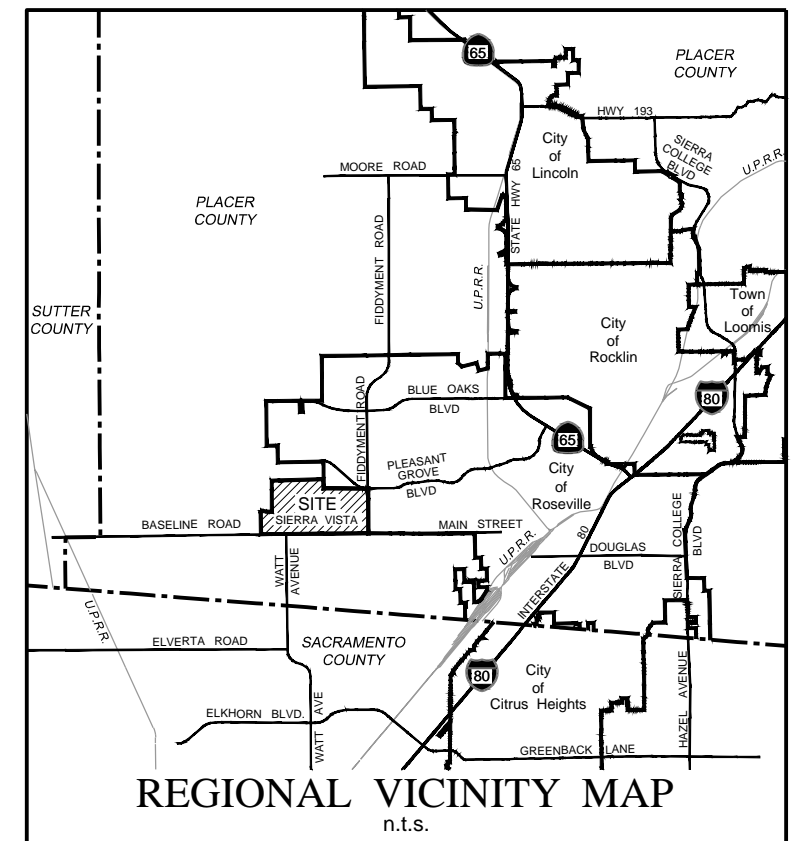 65
PLACER
COUNTY
HWY 193
City
of
Lincoln
SIERRA
COLLEGE
BLVD
U.P.R.R.
MOORE ROAD
STATE HWY 65
PLACER
COUNTY
FIDDYMENT ROAD
U.P.R.R.
SUTTER
COUNTY
Town
of
Loomis
City
of
Rocklin
BLUE OAKS
BLVD
80
FIDDYMENT ROAD
65
PLEASANT
GROVE
BLVD
City
of
Roseville
SITE
SIERRA VISTA
BASELINE ROAD
MAIN STREET
SIERRA COLLEGE
BLVD
U.P.R.R.
DOUGLAS
BLVD
WATT
AVENUE
INTERSTATE 80
U.P.R.R.
ELVERTA ROAD
SACRAMENTO
COUNTY
80
City
of
Citrus Heights
HAZEL AVENUE
ELKHORN BLVD.
WATT AVE
GREENBACK LANE
REGIONAL VICINITY MAP
n.t.s.